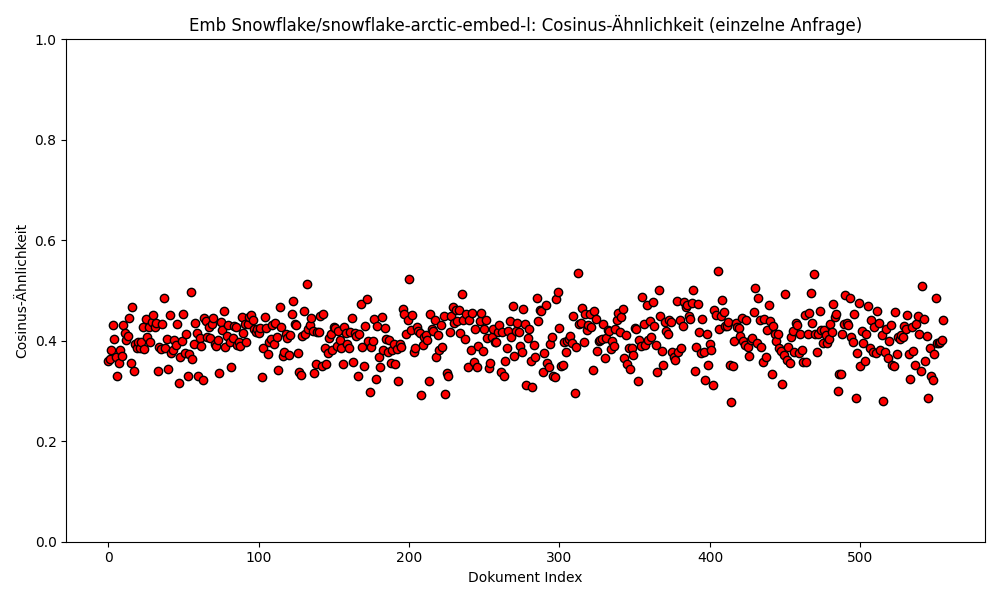 Emb Snowflake/snowflake-arctic-embed-l: Cosinus-Ähnlichkeit (einzelne Anfrage)
1.0
0.8
0.6
0.4
0.2
0.0
Cosinus-Ähnlichkeit
0 100 200 300 400 500
Dokument Index